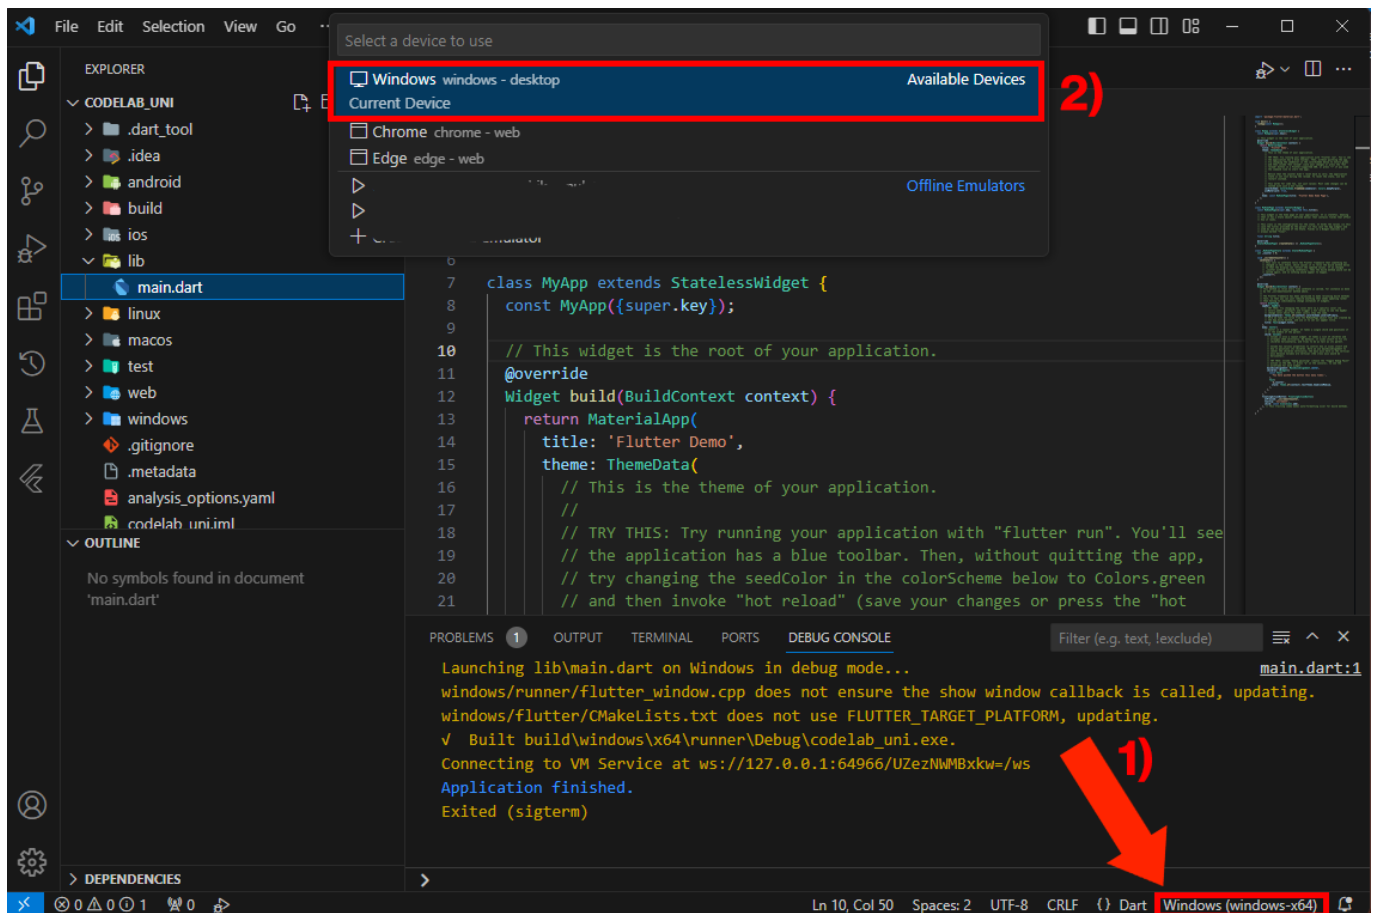 File Edit Selection View Go ...
Select a device to use
Windows windows - desktop Available Devices
Current Device
2)
Chrome chrome - web
Edge edge - web
Offline Emulators
EXPLORER
CODELAB_UNI
.dart_tool
.idea
android
build
ios
lib
main.dart
linux
macos
test
web
windows
.gitignore
.metadata
analysis_options.yaml
codelab_uni.iml
OUTLINE
No symbols found in document
'main.dart'
DEPENDENCIES
6
7 class MyApp extends StatelessWidget {
8 const MyApp({super.key});
9
10 // This widget is the root of your application.
11 @override
12 Widget build(BuildContext context) {
13 return MaterialApp(
14 title: 'Flutter Demo',
15 theme: ThemeData(
16 // This is the theme of your application.
17 //
18 // TRY THIS: Try running your application with "flutter run". You'll see
19 // the application has a blue toolbar. Then, without quitting the app,
20 // try changing the seedColor in the colorScheme below to Colors.green
21 // and then invoke "hot reload" (save your changes or press the "hot
PROBLEMS 1 OUTPUT TERMINAL PORTS DEBUG CONSOLE Filter (e.g. text, !exclude)
Launching lib\main.dart on Windows in debug mode... main.dart:1
windows/runner/flutter_window.cpp does not ensure the show window callback is called, updating.
windows/flutter/CMakeLists.txt does not use FLUTTER_TARGET_PLATFORM, updating.
√ Built build\windows\x64\runner\Debug\codelab_uni.exe.
Connecting to VM Service at ws://127.0.0.1:64966/UZezNWMBxkw=/ws
Application finished.
Exited (sigterm)
1)
0 0 1 0 Ln 10, Col 50 Spaces: 2 UTF-8 CRLF {} Dart Windows (windows-x64)